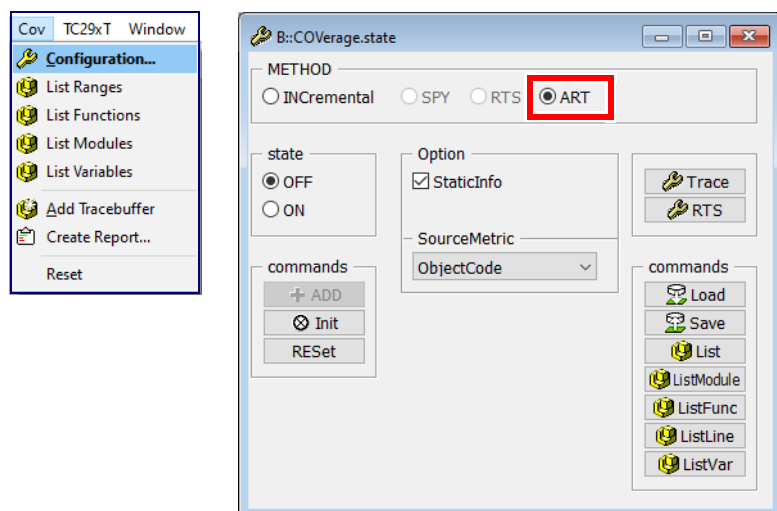 Cov TC29xT Window
Configuration...
List Ranges
List Functions
List Modules
List Variables
Add Tracebuffer
Create Report...
Reset
B::COVerage.state
METHOD
INCremental SPY RTS ART
state
OFF
ON
Option
StaticInfo
SourceMetric
ObjectCode
Trace
RTS
commands
+ ADD
Init
RESet
commands
Load
Save
List
ListModule
ListFunc
ListLine
ListVar